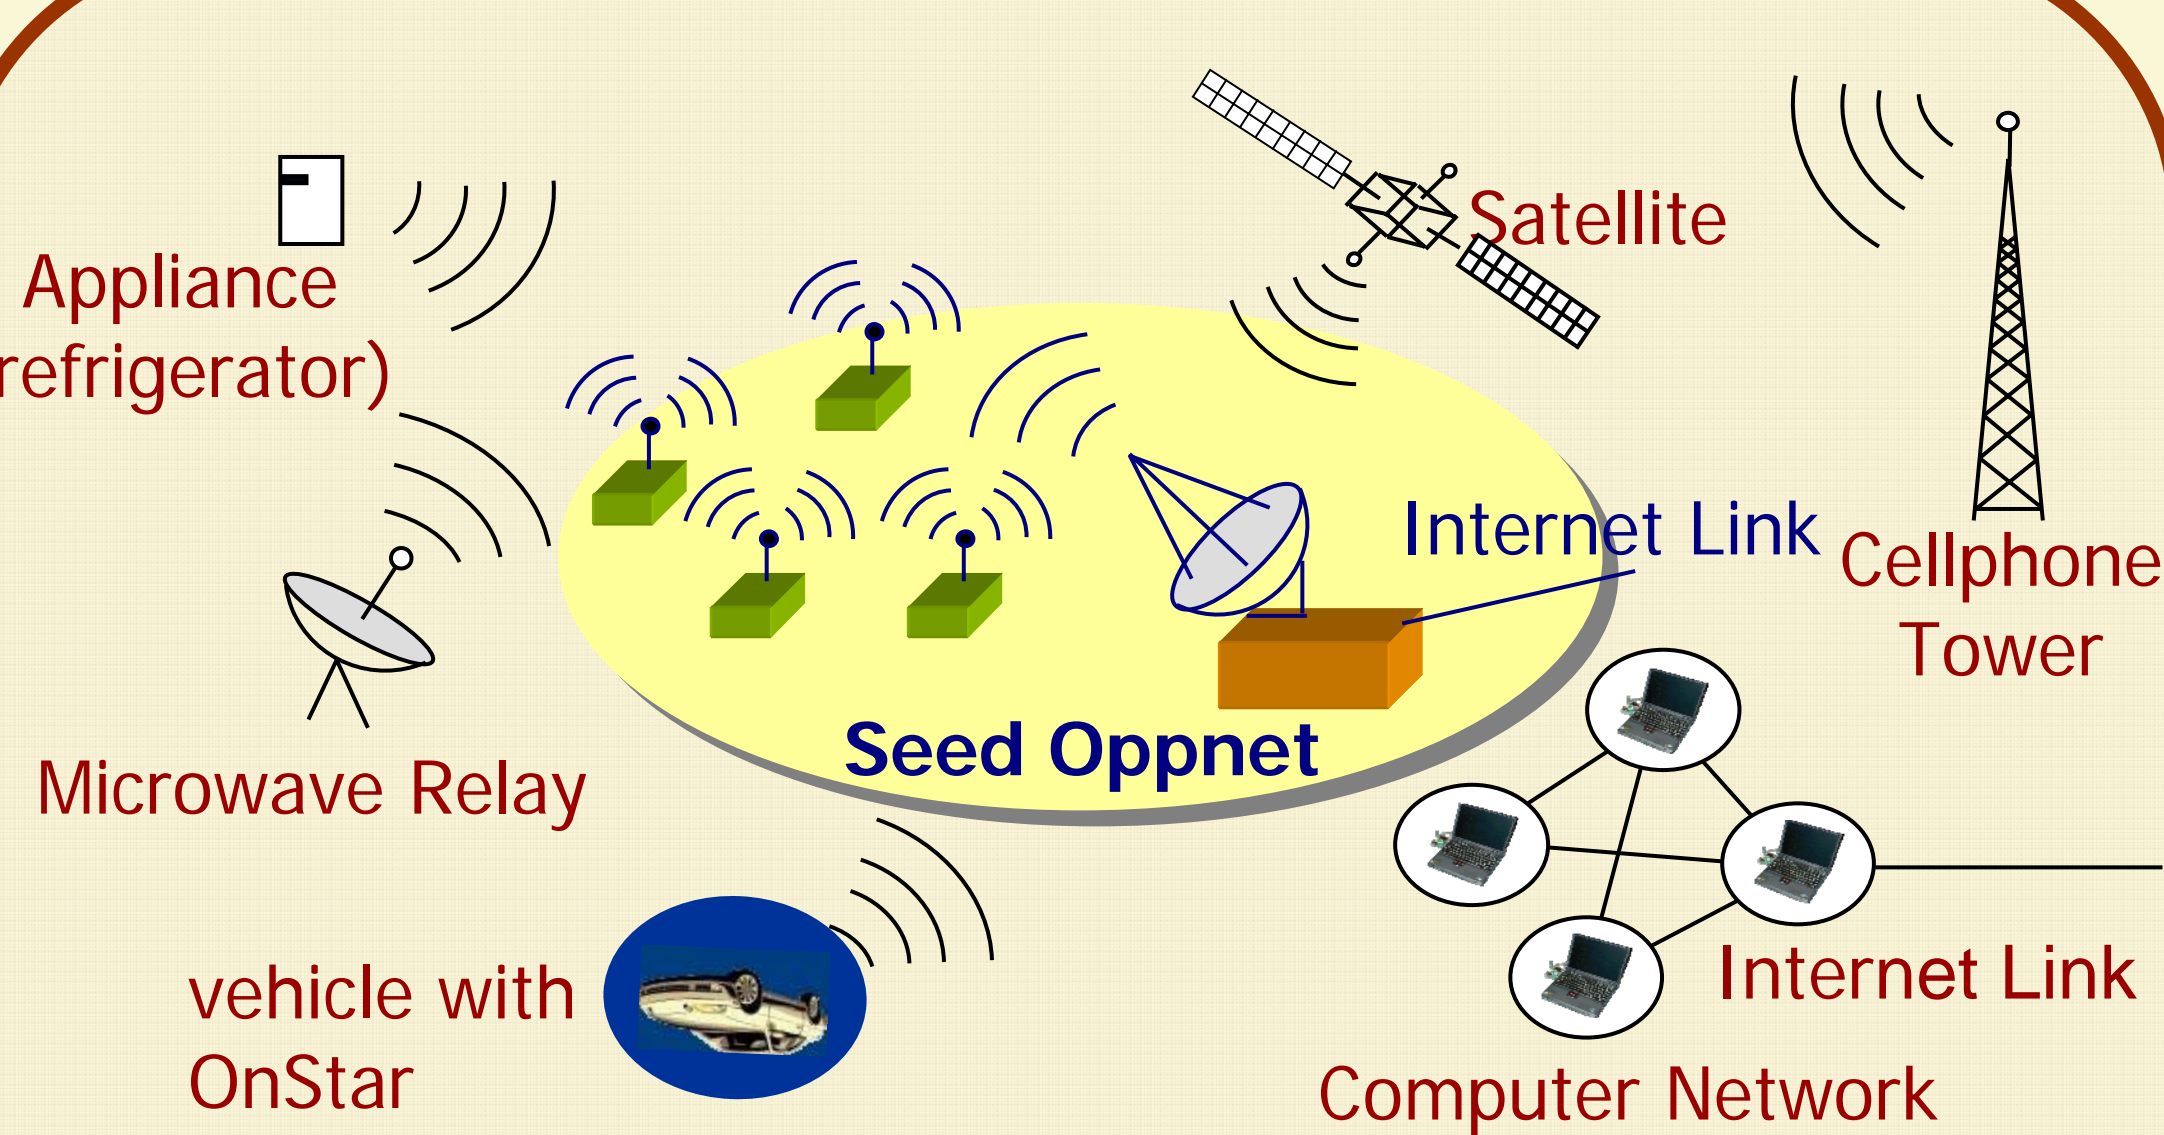 Satellite
Appliance
refrigerator)
Internet Link
Cellphone
Tower
Seed Oppnet
Microwave Relay
vehicle with
OnStar
Internet Link
Computer Network